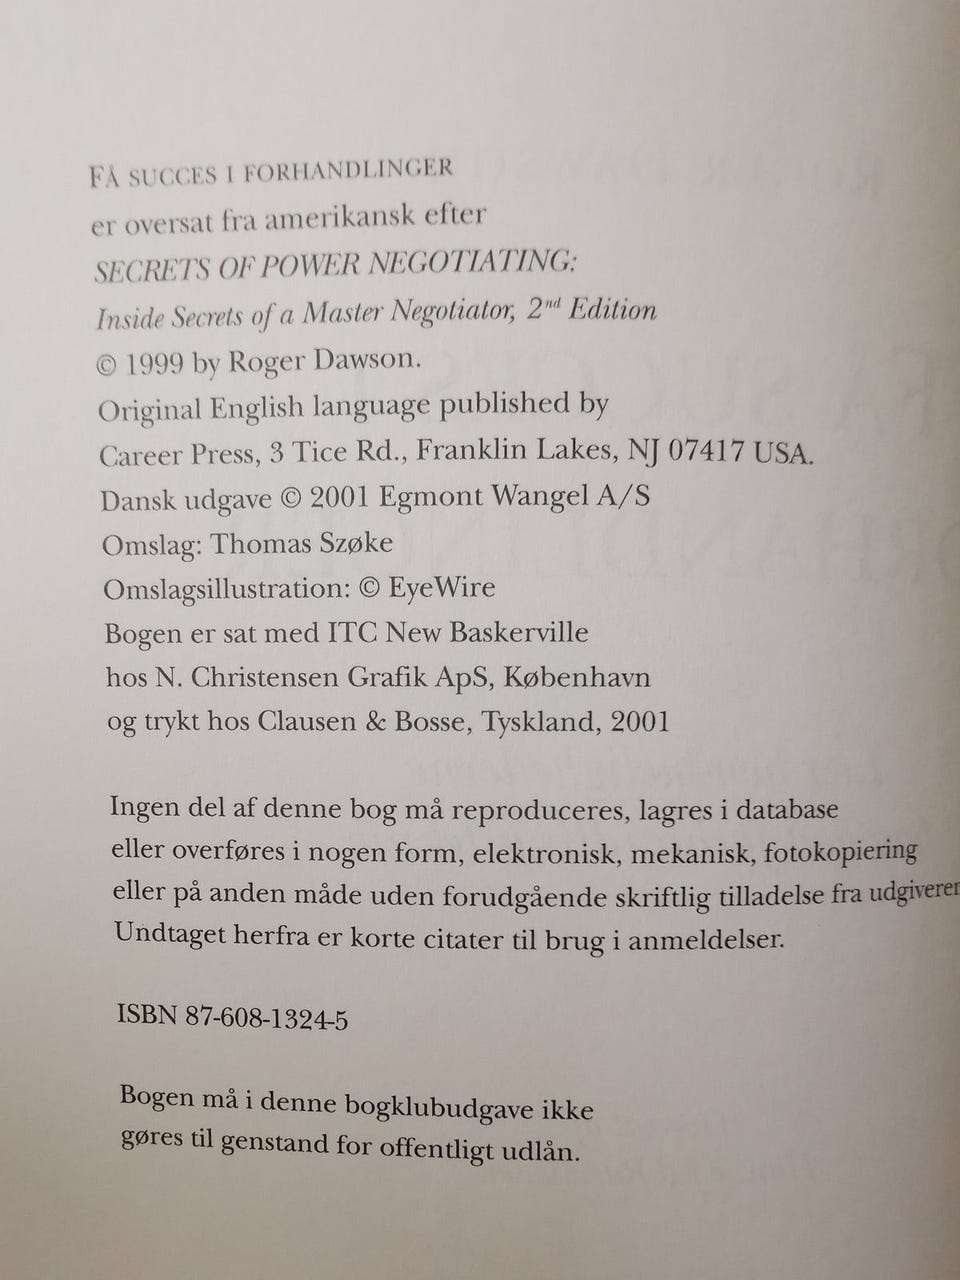 FÅ SUCCES I FORHANDLINGER
er oversat fra amerikansk efter
SECRETS OF POWER NEGOTIATING:
Inside Secrets of a Master Negotiator, 2nd Edition
© 1999 by Roger Dawson.
Original English language published by
Career Press, 3 Tice Rd., Franklin Lakes, NJ 07417 USA.
Dansk udgave © 2001 Egmont Wangel A/S
Omslag: Thomas Szøke
Omslagsillustration: © EyeWire
Bogen er sat med ITC New Baskerville
hos N. Christensen Grafik ApS, København
og trykt hos Clausen & Bosse, Tyskland, 2001
Ingen del af denne bog må reproduceres, lagres i database
eller overføres i nogen form, elektronisk, mekanisk, fotokopiering
eller på anden måde uden forudgående skriftlig tilladelse fra udgiveren
Undtaget herfra er korte citater til brug i anmeldelser.
ISBN 87-608-1324-5
Bogen må i denne bogklubudgave ikke
gøres til genstand for offentligt udlån.